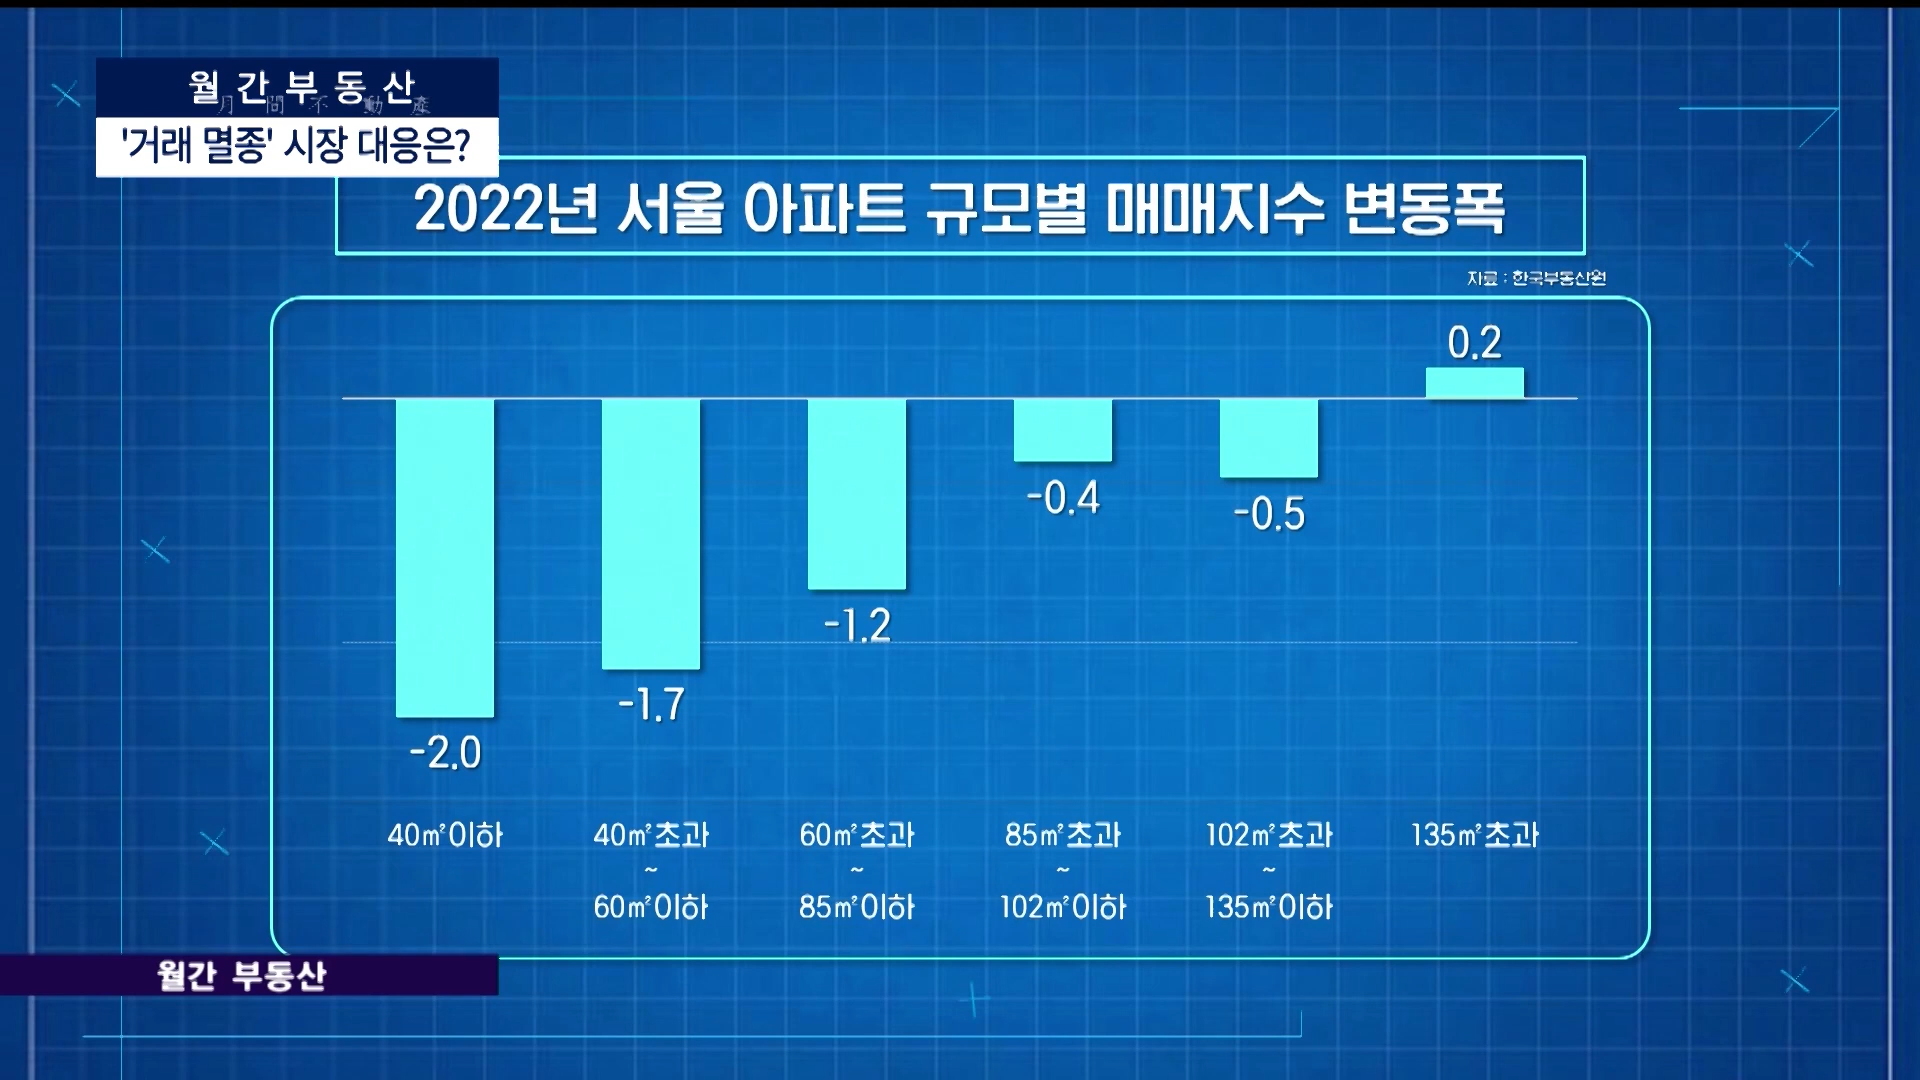 월간부동산
月間不動產
'거래 멸종' 시장 대응은?
2022년 서울 아파트 규모별 매매지수 변동폭
자료 : 한국부동산원
0.2
-0.4
-0.5
-1.2
-1.7
-2.0
40㎡이하
40㎡초과
~
60㎡이하
60㎡초과
~
85㎡이하
85㎡초과
~
102㎡이하
102㎡초과
~
135㎡이하
135㎡초과
월간 부동산